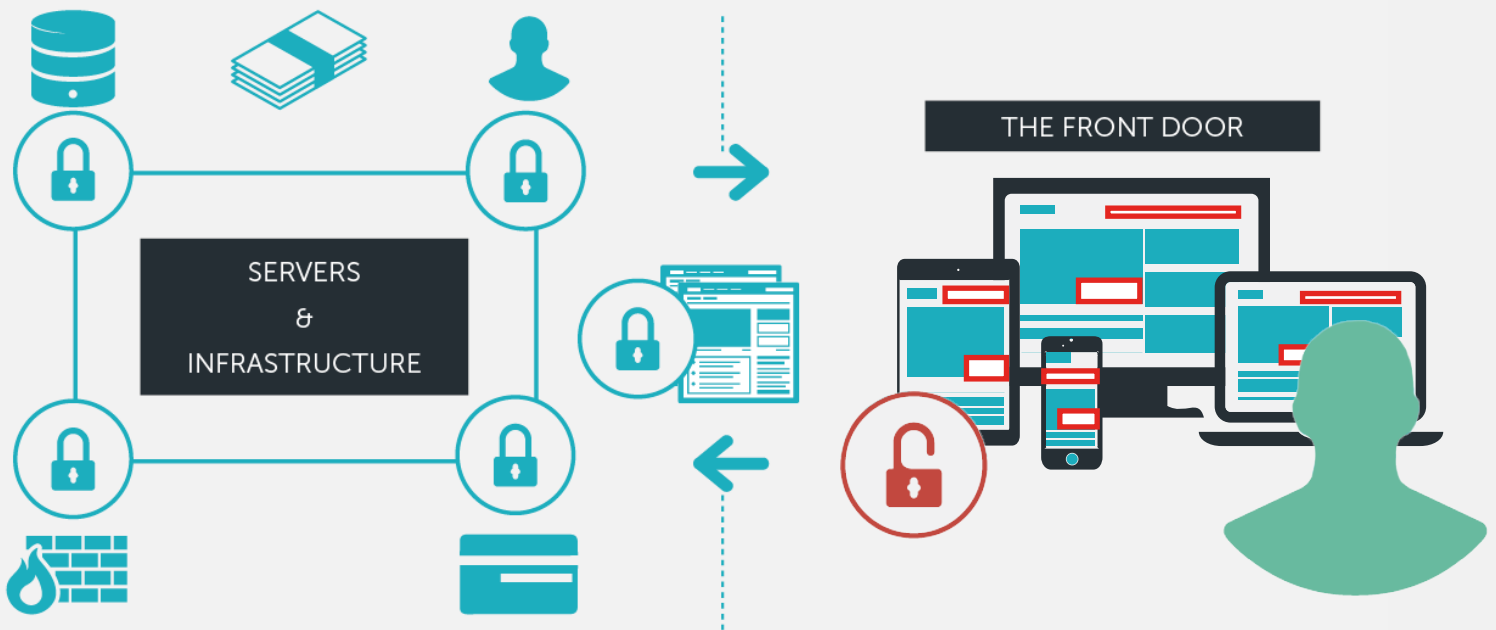 THE FRONT DOOR
SERVERS
&
INFRASTRUCTURE